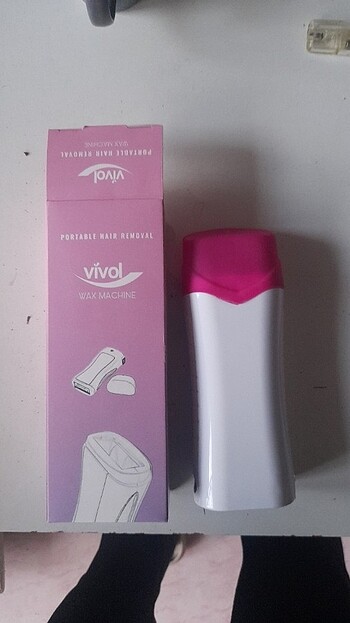 WAX MACHINE
PORTABLE HAIR REMOVAL
vivol
PORTABLE HAIR REMOVAL
vivol
WAX MACHINE